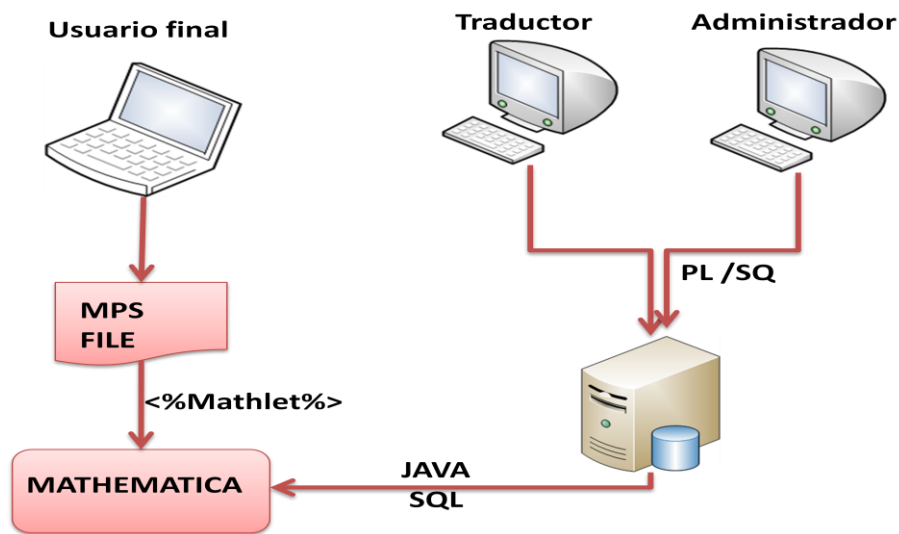 Usuario final
Traductor
Administrador
PL /SQ
MPS
FILE
<%Mathlet%>
MATHEMATICA
JAVA
SQL